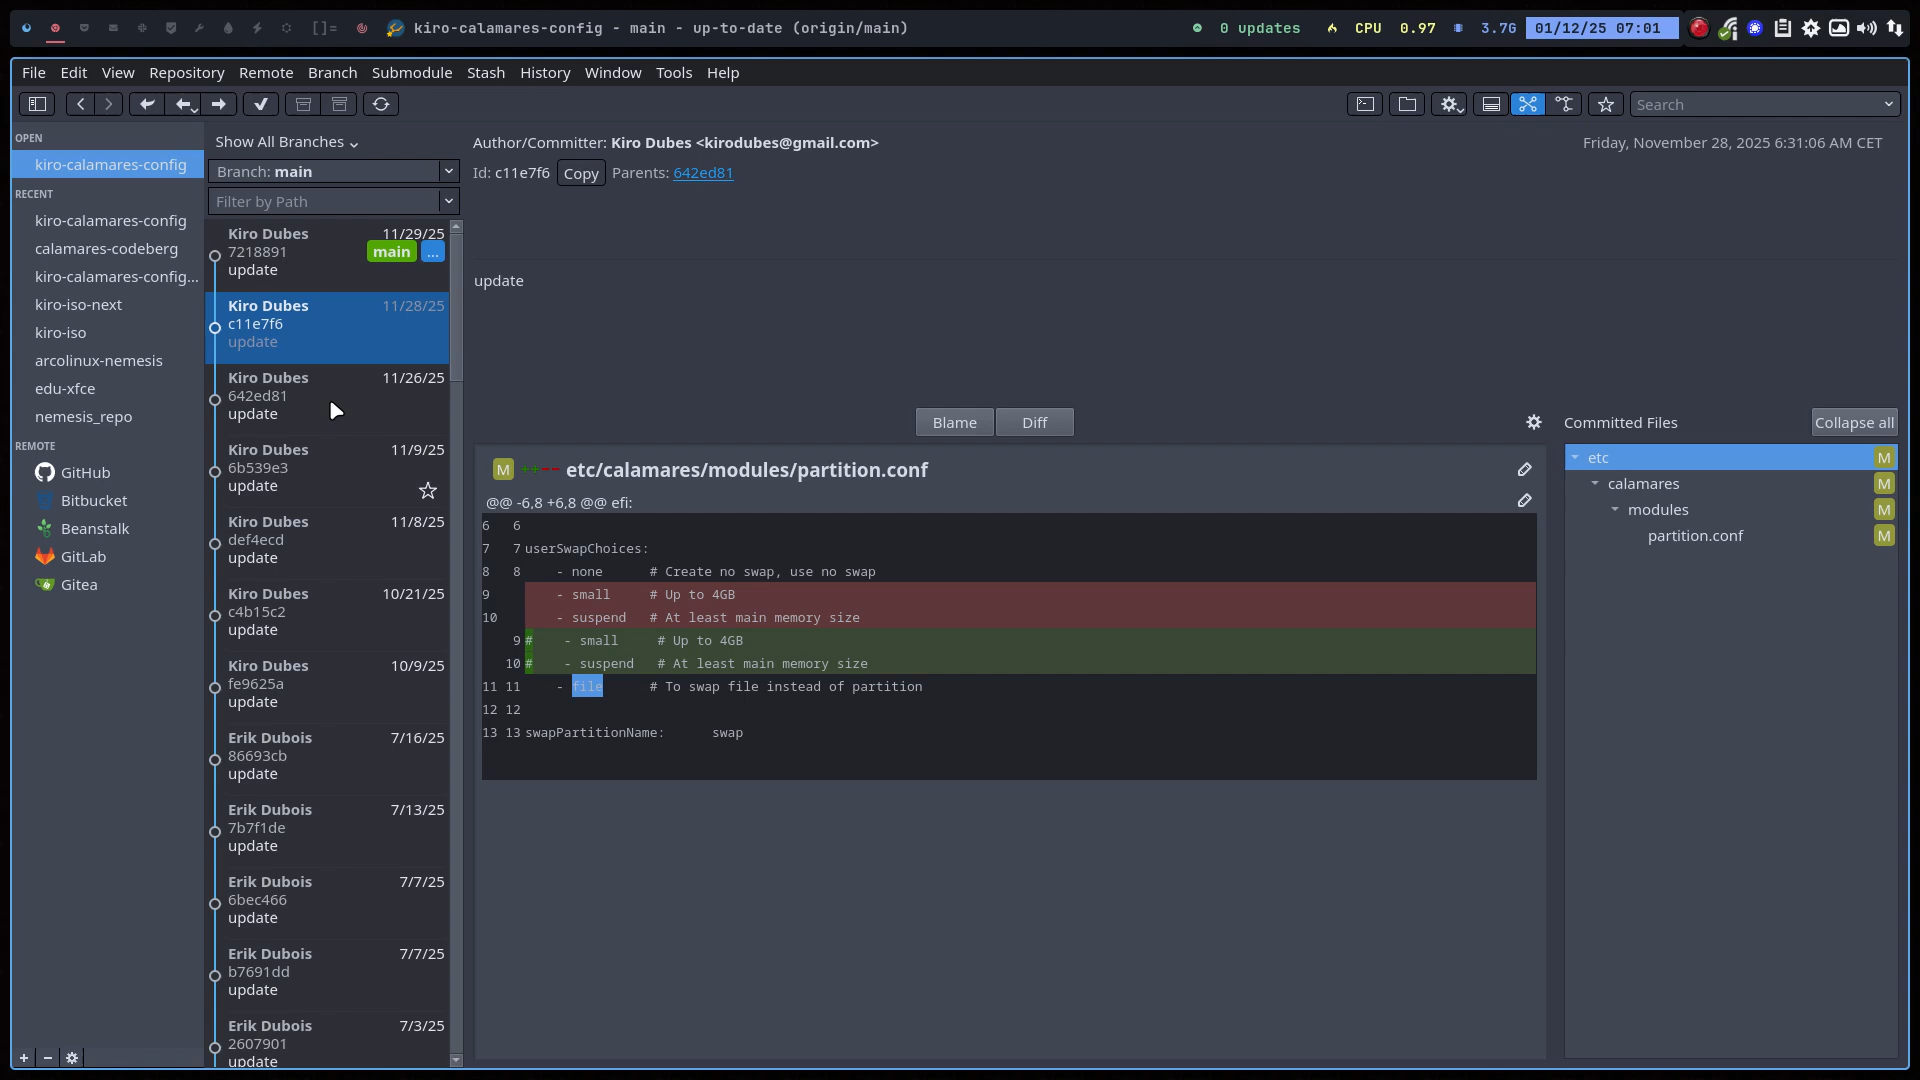 []=
kiro-calamares-config - main - up-to-date (origin/main)
0 updates
CPU 0.97
3.7G
01/12/25 07:01
File Edit View Repository Remote Branch Submodule Stash History Window Tools Help
Search
OPEN
kiro-calamares-config
RECENT
kiro-calamares-config
calamares-codeberg
kiro-calamares-config...
kiro-iso-next
kiro-iso
arcolinux-nemesis
edu-xfce
nemesis_repo
REMOTE
GitHub
Bitbucket
Beanstalk
GitLab
Gitea
Show All Branches
Branch: main
Filter by Path
Kiro Dubes 11/29/25
7218891 main ...
update
Kiro Dubes 11/28/25
c11e7f6
update
Kiro Dubes 11/26/25
642ed81
update
Kiro Dubes 11/9/25
6b539e3
update
Kiro Dubes 11/8/25
def4ecd
update
Kiro Dubes 10/21/25
c4b15c2
update
Kiro Dubes 10/9/25
fe9625a
update
Erik Dubois 7/16/25
86693cb
update
Erik Dubois 7/13/25
7b7f1de
update
Erik Dubois 7/7/25
6bec466
update
Erik Dubois 7/7/25
b7691dd
update
Erik Dubois 7/3/25
2607901
update
Author/Committer: Kiro Dubes <kirodubes@gmail.com>
Friday, November 28, 2025 6:31:06 AM CET
Id: c11e7f6 Copy Parents: 642ed81
update
Blame Diff
M ++-- etc/calamares/modules/partition.conf
@@ -6,8 +6,8 @@ efi:
6 6
7 7 userSwapChoices:
8 8 - none # Create no swap, use no swap
9 - small # Up to 4GB
10 - suspend # At least main memory size
9 # - small # Up to 4GB
10 # - suspend # At least main memory size
11 11 - file # To swap file instead of partition
12 12
13 13 swapPartitionName: swap
Committed Files
Collapse all
etc M
calamares M
modules M
partition.conf M